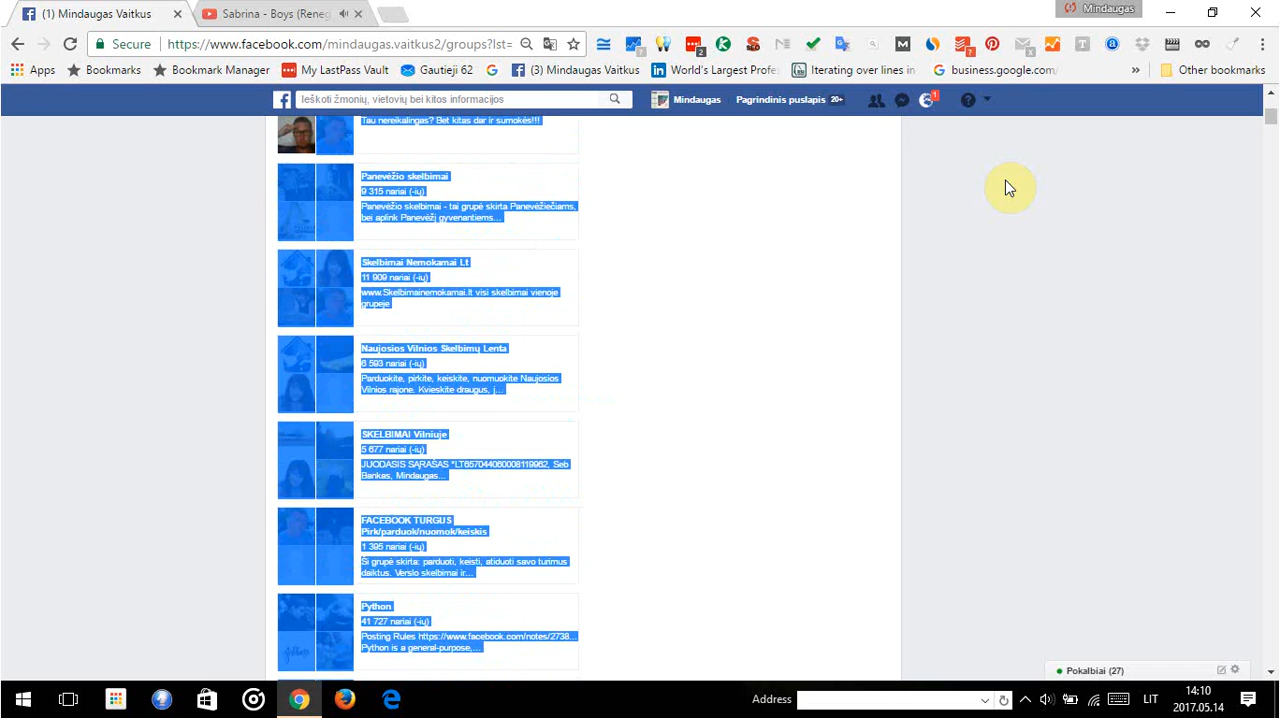 (1) Mindaugas Vaitkus
Sabrina - Boys (Reneg
Mindaugas
Secure
https://www.facebook.com/mindaugas.vaitkus2/groups?lst=
Apps
Bookmarks
Bookmark Manager
My LastPass Vault
Gautieji 62
(3) Mindaugas Vaitkus
World's Largest Profe
Iterating over lines in
business.google.com/
»
Other bookmarks
Ieškoti žmonių, vietovių bei kitos informacijos
Mindaugas
Pagrindinis puslapis 20+
1
Tau nereikalingas? Bet kitas dar ir sumokės!!!
Panevėžio skelbimai
9 315 nariai (-ių)
Panevėžio skelbimai - tai grupė skirta Panevėžiečiams,
bei aplink Panevėžį gyvenantiems...
Skelbimai Nemokamai Lt
11 909 nariai (-ių)
www.Skelbimainemokamai.lt visi skelbimai vienoje
grupeje
Naujosios Vilnios Skelbimų Lenta
6 593 nariai (-ių)
Parduokite, pirkite, keiskite, nuomuokite Naujosios
Vilnios rajone. Kvieskite draugus, į...
SKELBIMAI Vilniuje
5 677 nariai (-ių)
JUODASIS SĄRAŠAS *LT657044060008119962, Seb
Bankas, Mindaugas...
FACEBOOK TURGUS
Pirk/parduok/nuomok/keiskis
1 395 nariai (-ių)
Ši grupė skirta: parduoti, keisti, atiduoti savo turimus
daiktus. Verslo skelbimai ir...
Python
41 727 nariai (-ių)
Posting Rules https://www.facebook.com/notes/2738...
Python is a general-purpose,...
Pokalbiai (27)
Address
LIT
14:10
2017.05.14